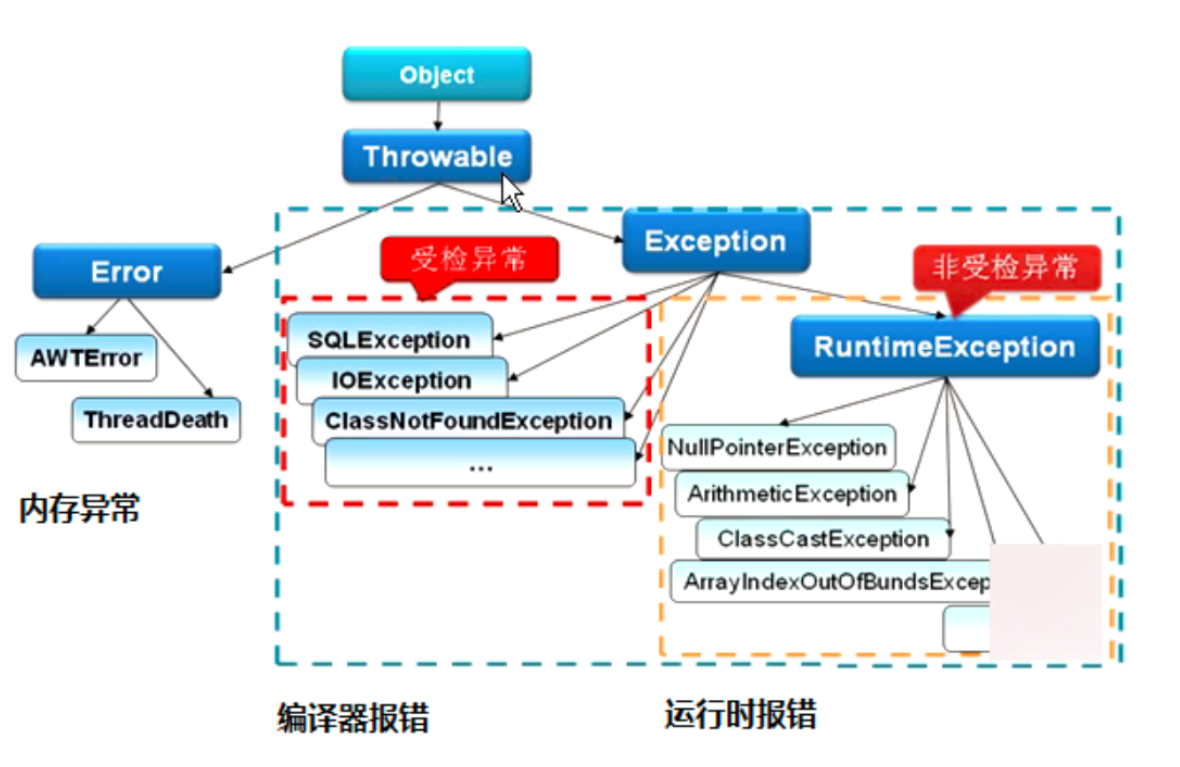 Object
Throwable
Exception
Error
受检异常
非受检异常
SQLException
RuntimeException
AWTError
IOException
ThreadDeath
ClassNotFoundException
...
NullPointerException
ArithmeticException
内存异常
ClassCastException
ArrayIndexOutOfBundsExcep
编译器报错
运行时报错